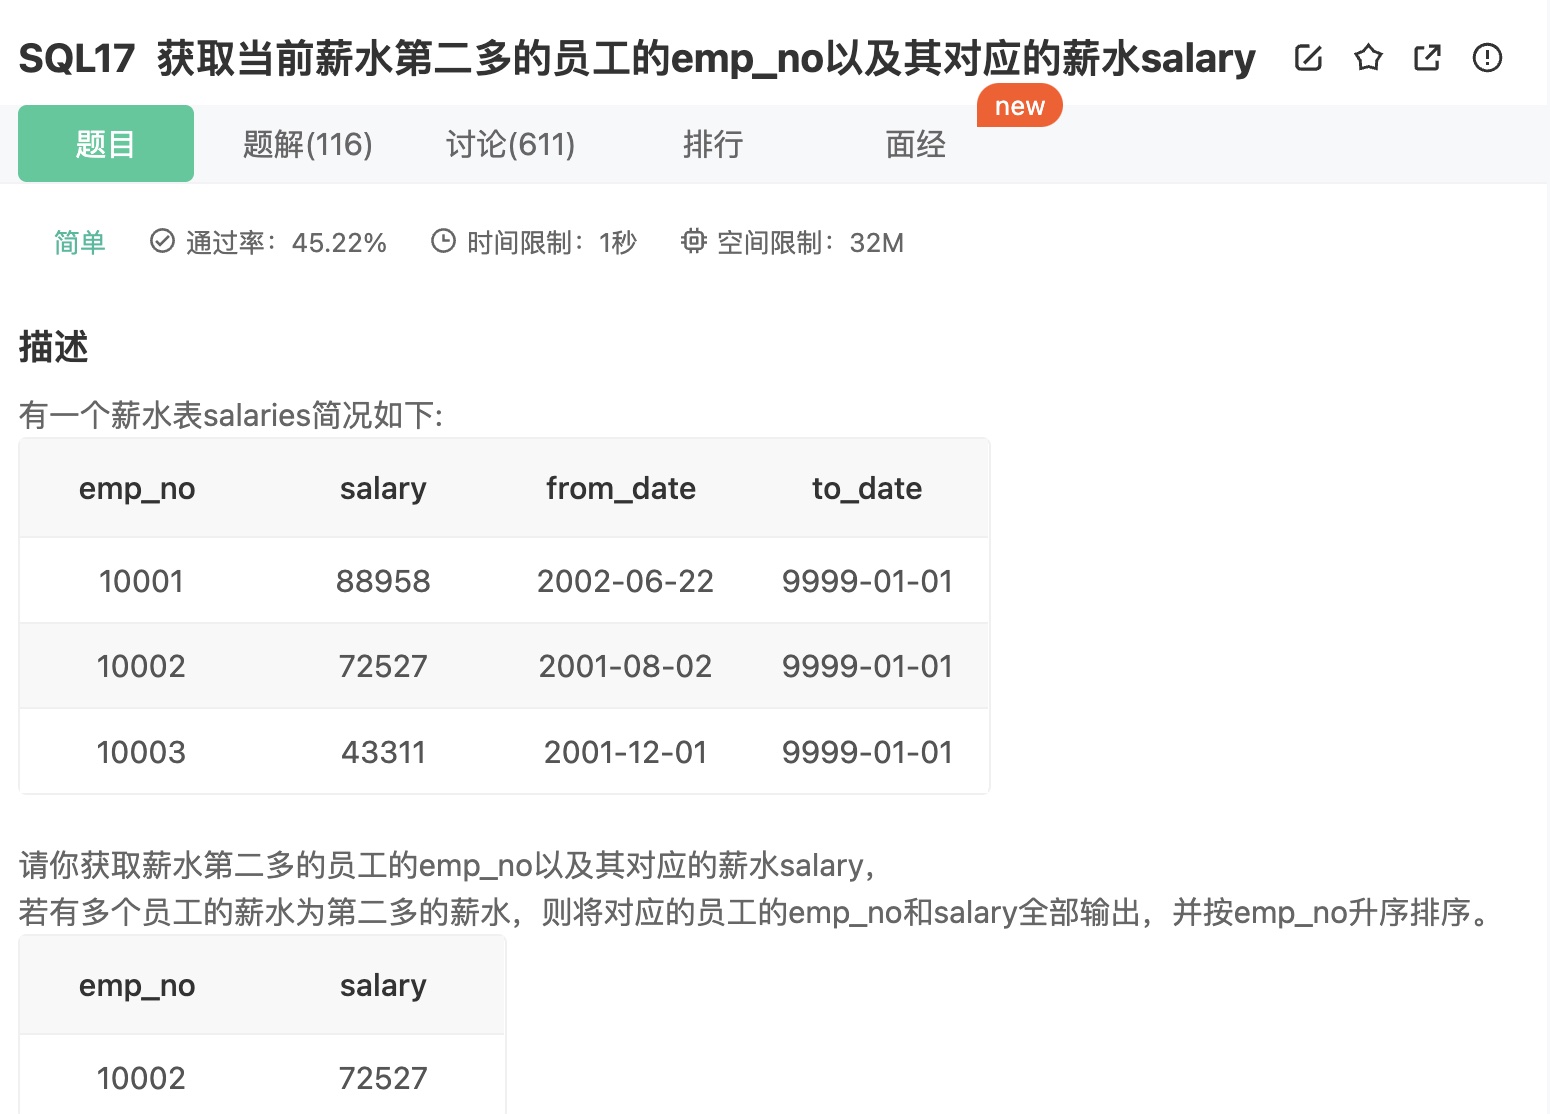 SQL17 获取当前薪水第二多的员工的emp_no以及其对应的薪水salary
new
题目 题解(116) 讨论(611) 排行 面经
简单 通过率：45.22% 时间限制：1秒 空间限制：32M
描述
有一个薪水表salaries简况如下:
emp_no salary from_date to_date
10001 88958 2002-06-22 9999-01-01
10002 72527 2001-08-02 9999-01-01
10003 43311 2001-12-01 9999-01-01
请你获取薪水第二多的员工的emp_no以及其对应的薪水salary，
若有多个员工的薪水为第二多的薪水，则将对应的员工的emp_no和salary全部输出，并按emp_no升序排序。
emp_no salary
10002 72527